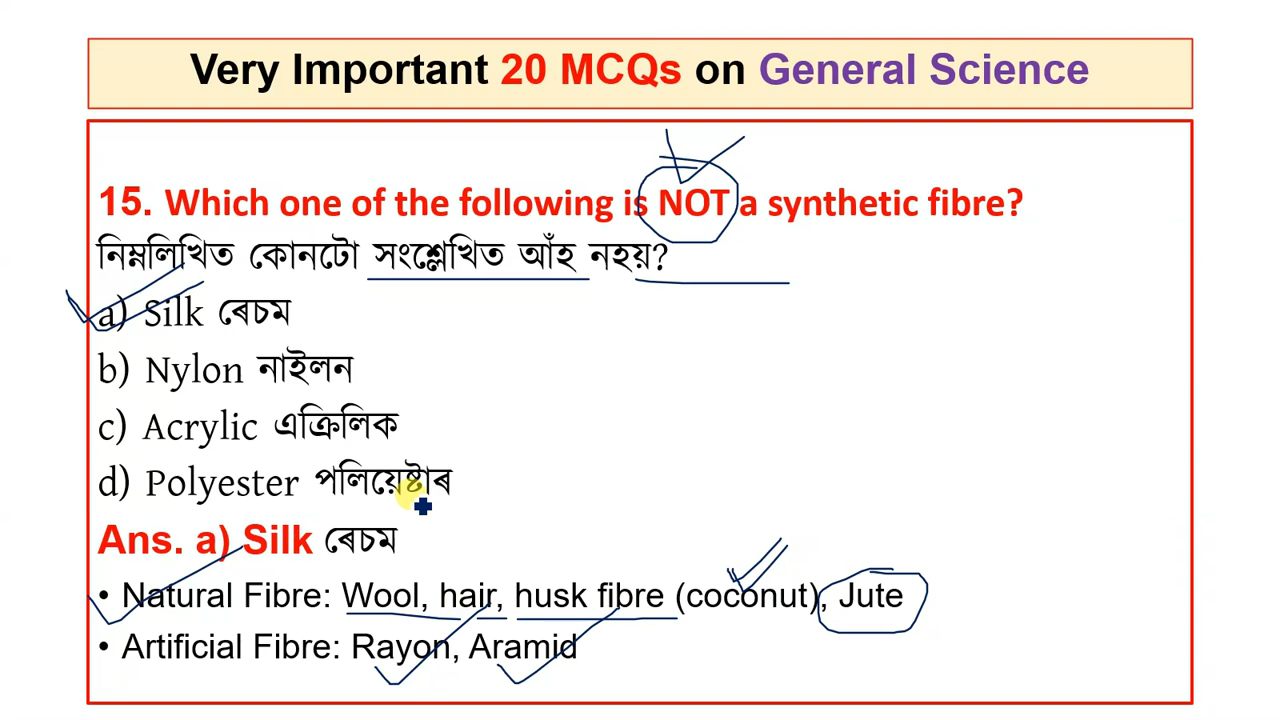 Very Important 20 MCQs on General Science
15. Which one of the following is NOT a synthetic fibre?
নিম্নলিখিত কোনটো সংশ্লেখিত আঁহ নহয়?
a) Silk ৰেচম
b) Nylon নাইলন
c) Acrylic এক্ৰিলিক
d) Polyester পলিয়েষ্টাৰ
Ans. a) Silk ৰেচম
• Natural Fibre: Wool, hair, husk fibre (coconut), Jute
• Artificial Fibre: Rayon, Aramid